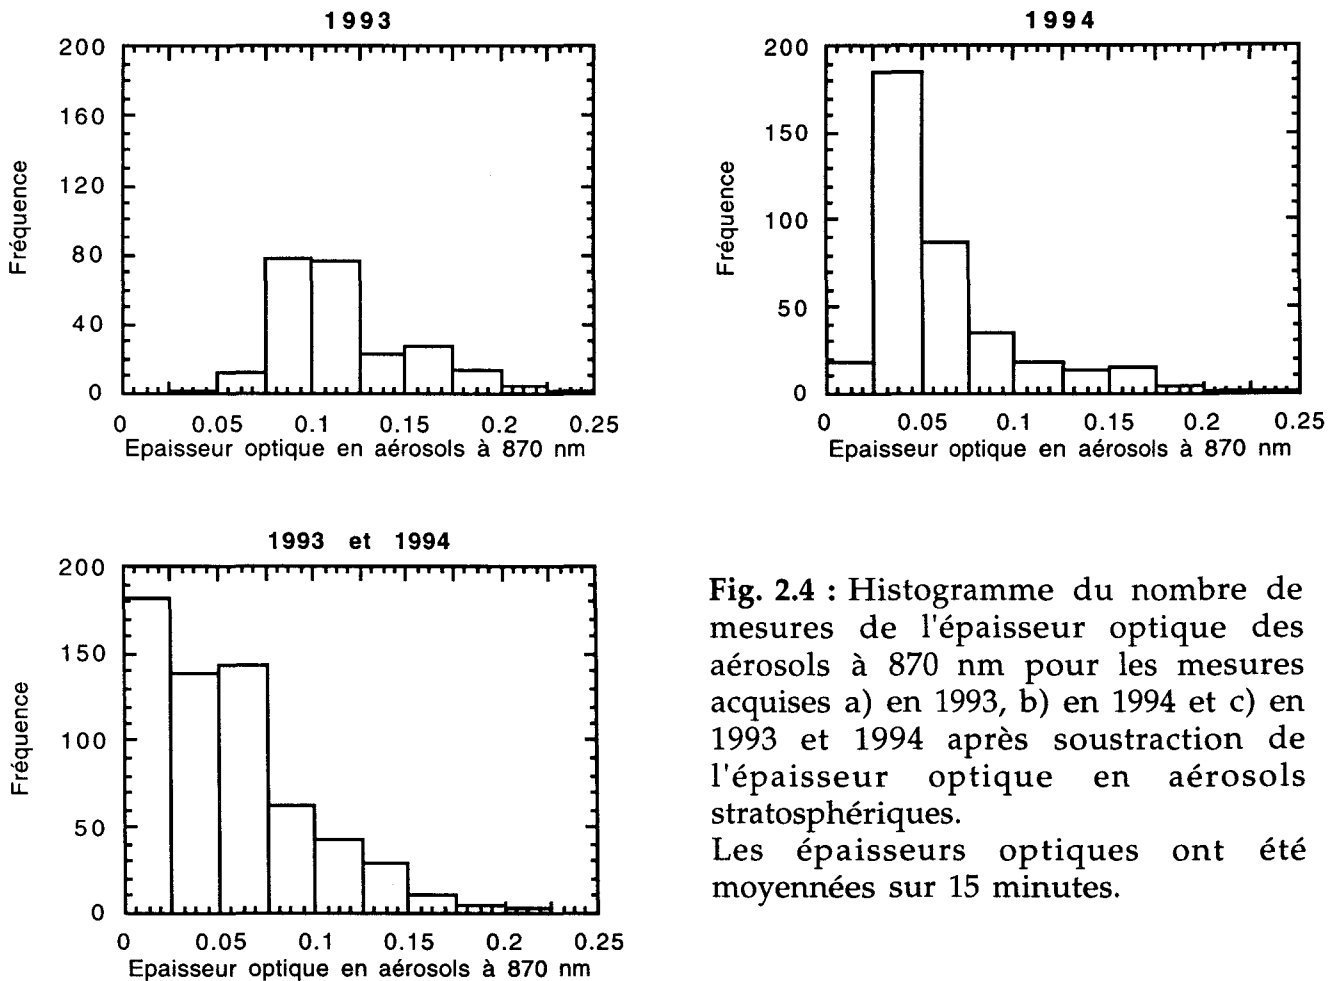 1993
200
160
120
80
40
0
Fréquence
0 0.05 0.1 0.15 0.2 0.25
Epaisseur optique en aérosols à 870 nm
1994
200
150
100
50
0
Fréquence
0 0.05 0.1 0.15 0.2 0.25
Epaisseur optique en aérosols à 870 nm
1993 et 1994
200
150
100
50
0
Fréquence
0 0.05 0.1 0.15 0.2 0.25
Epaisseur optique en aérosols à 870 nm
Fig. 2.4 : Histogramme du nombre de
mesures de l'épaisseur optique des
aérosols à 870 nm pour les mesures
acquises a) en 1993, b) en 1994 et c) en
1993 et 1994 après soustraction de
l'épaisseur optique en aérosols
stratosphériques.
Les épaisseurs optiques ont été
moyennées sur 15 minutes.